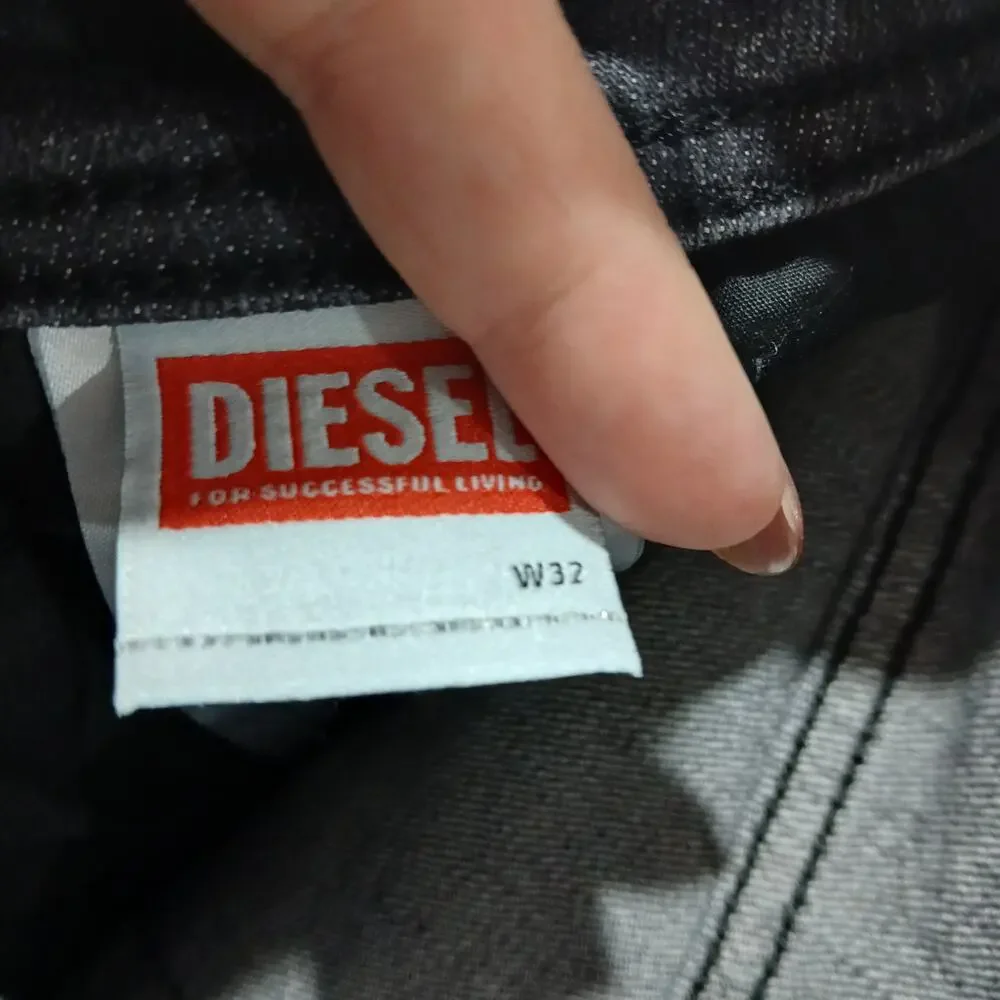 DIESEL
FOR SUCCESSFUL LIVING
W32